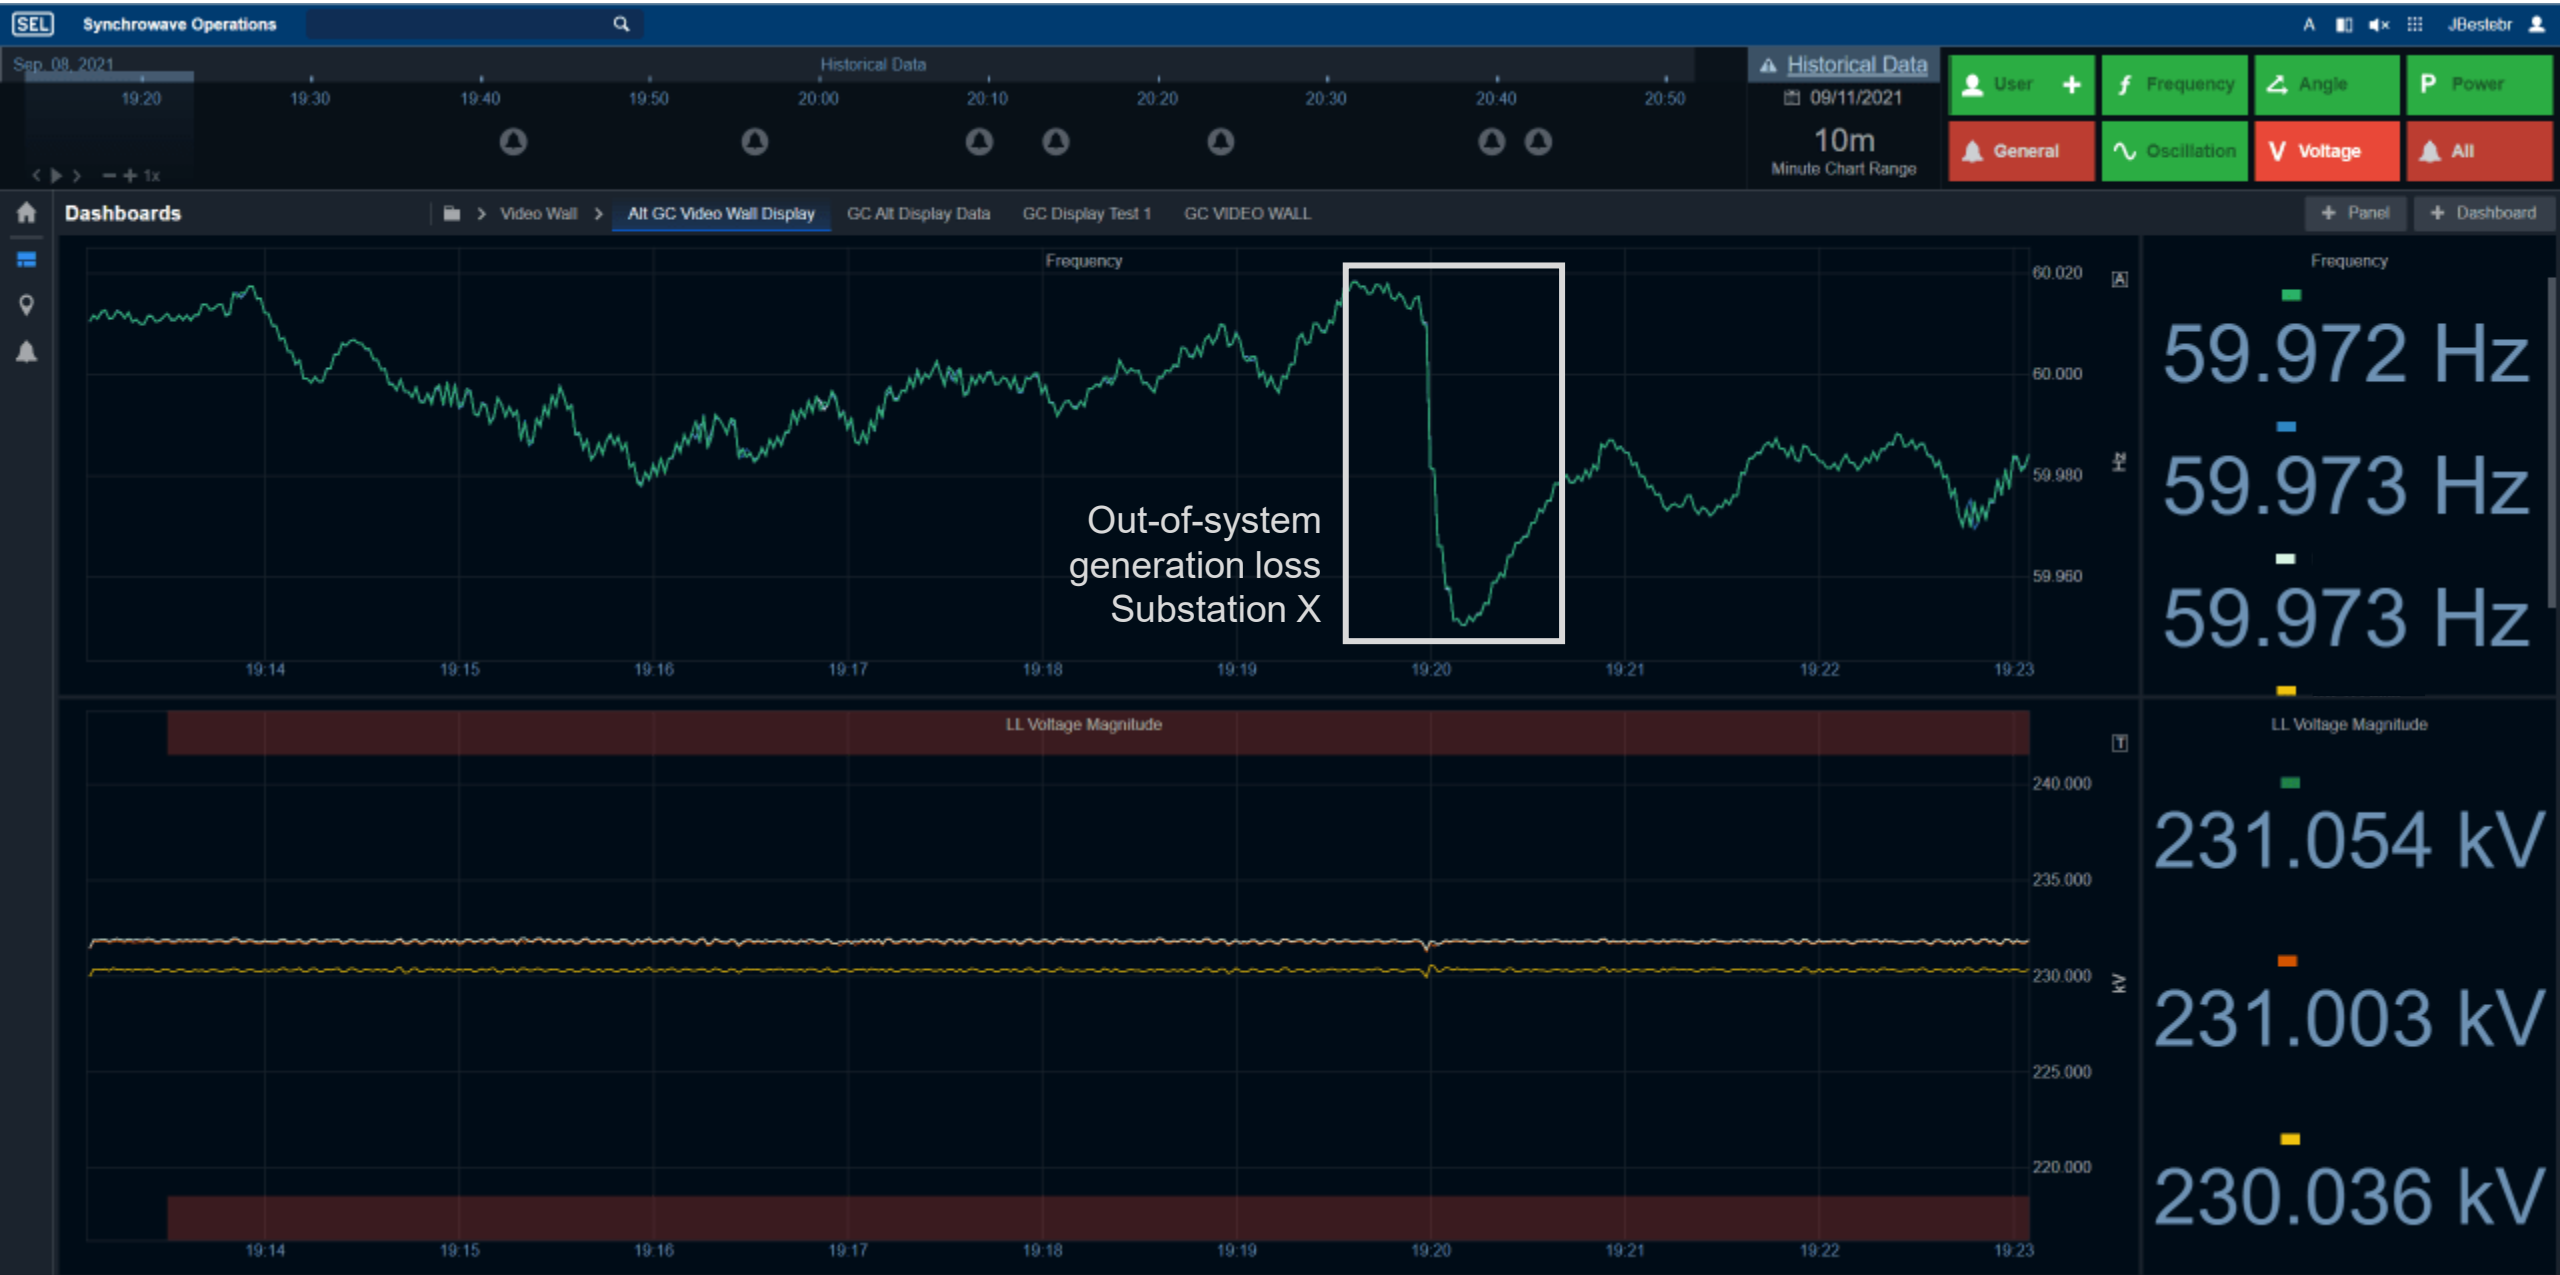 SEL Synchrowave Operations A JBestebr
Sep. 08, 2021 Historical Data
19:20 19:30 19:40 19:50 20:00 20:10 20:20 20:30 20:40 20:50
1x
Historical Data
09/11/2021
10m
Minute Chart Range
User Frequency Angle P Power
General Oscillation V Voltage All
Dashboards > Video Wall > Alt GC Video Wall Display GC Alt Display Data GC Display Test 1 GC VIDEO WALL + Panel + Dashboard
Frequency
60.020
60.000
59.980
59.960
A
Hz
Out-of-system
generation loss
Substation X
19:14 19:15 19:16 19:17 19:18 19:19 19:20 19:21 19:22 19:23
Frequency
59.972 Hz
59.973 Hz
59.973 Hz
LL Voltage Magnitude
T
240.000
235.000
230.000
225.000
220.000
kV
19:14 19:15 19:16 19:17 19:18 19:19 19:20 19:21 19:22 19:23
LL Voltage Magnitude
231.054 kV
231.003 kV
230.036 kV